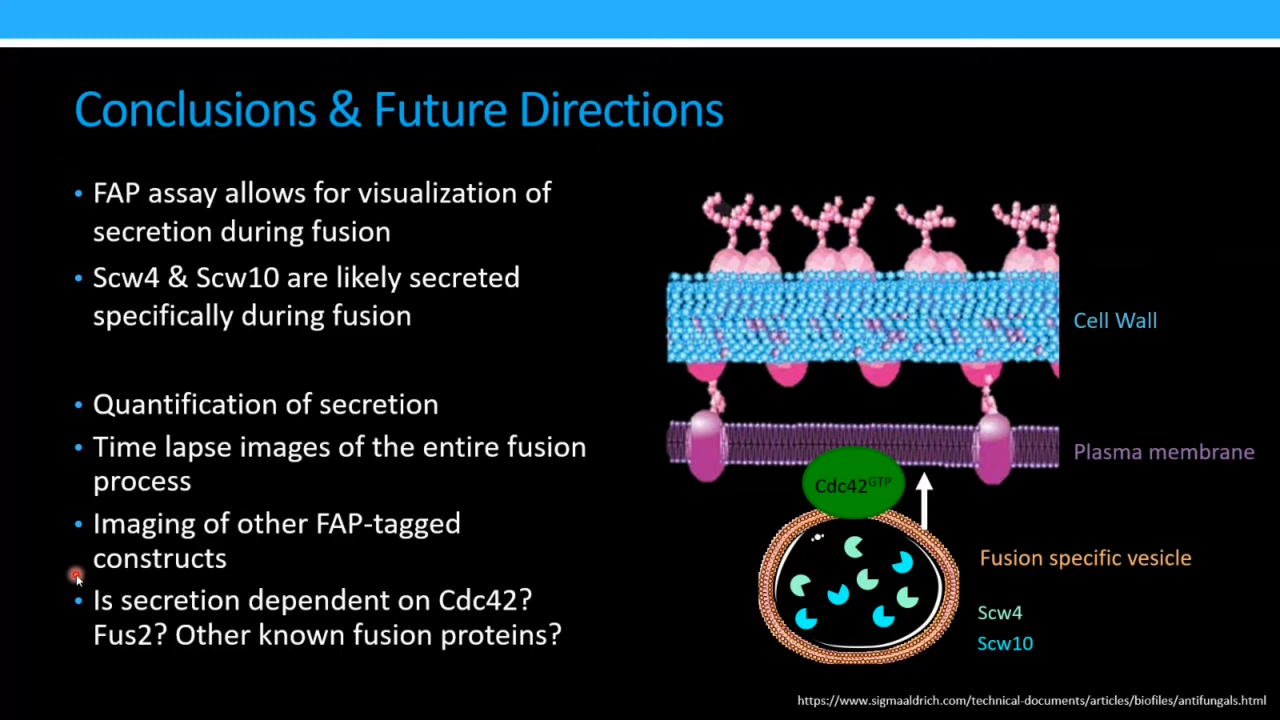 Conclusions & Future Directions
• FAP assay allows for visualization of
secretion during fusion
• Scw4 & Scw10 are likely secreted
specifically during fusion
• Quantification of secretion
• Time lapse images of the entire fusion
process
• Imaging of other FAP-tagged
constructs
• Is secretion dependent on Cdc42?
Fus2? Other known fusion proteins?
Cell Wall
Plasma membrane
Cdc42GTP
Fusion specific vesicle
Scw4
Scw10
https://www.sigmaaldrich.com/technical-documents/articles/biofiles/antifungals.html